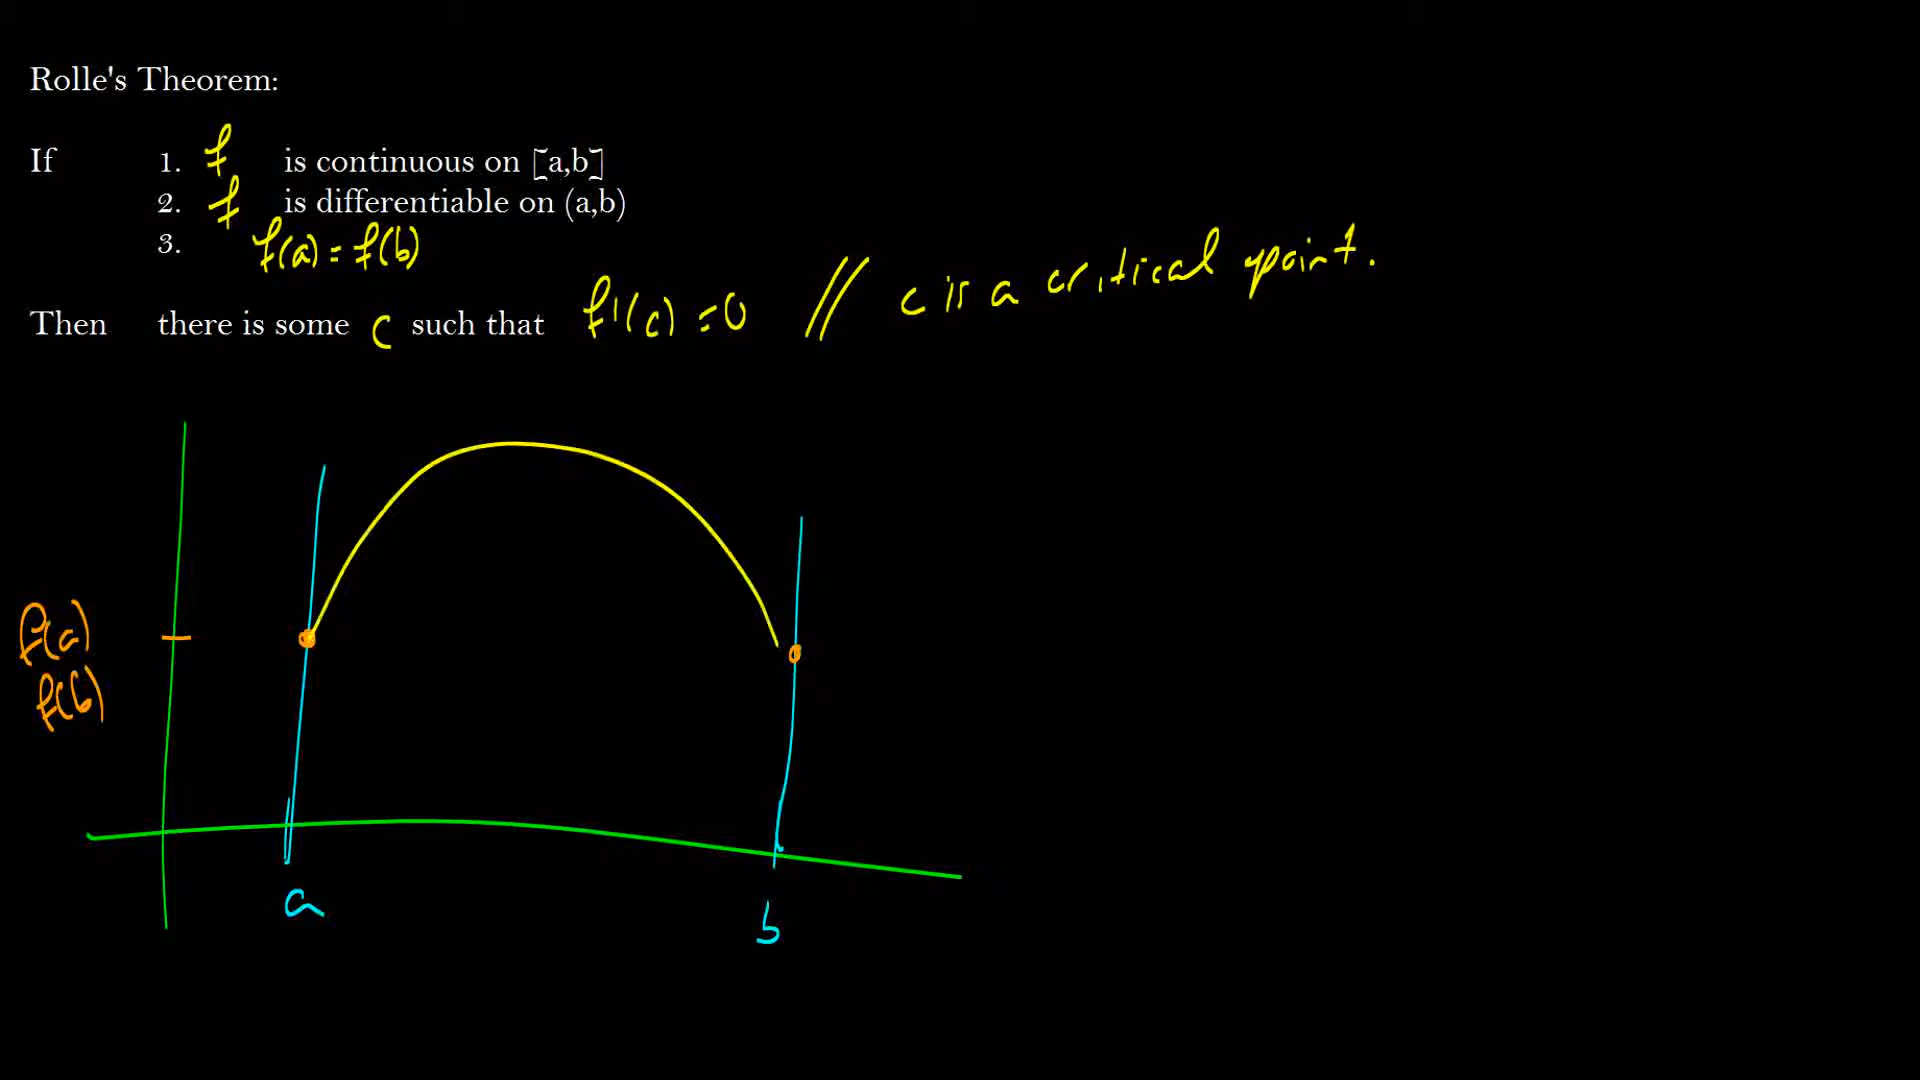 Rolle's Theorem:
If 1. f is continuous on [a,b]
2. f is differentiable on (a,b)
3. f(a) = f(b)
Then there is some c such that f'(c) = 0 // c is a critical point.
f(a)
f(b)
a
b